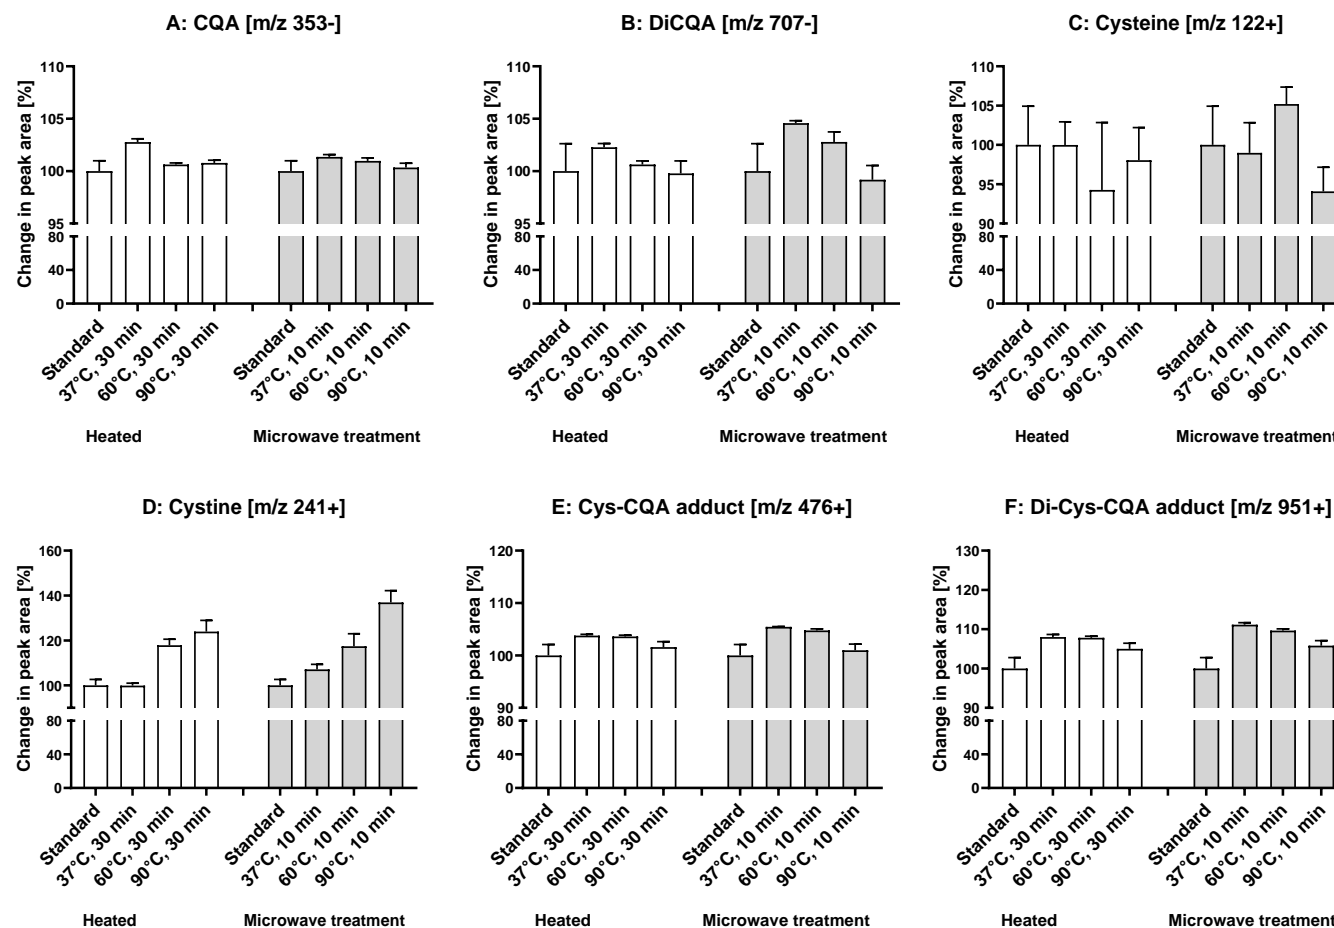 A: CQA [m/z 353-]
Change in peak area [%]
110
105
100
95
80
40
0
Standard
37°C, 30 min
60°C, 30 min
90°C, 30 min
Standard
37°C, 10 min
60°C, 10 min
90°C, 10 min
Heated
Microwave treatment
B: DiCQA [m/z 707-]
Change in peak area [%]
110
105
100
95
80
40
0
Standard
37°C, 30 min
60°C, 30 min
90°C, 30 min
Standard
37°C, 10 min
60°C, 10 min
90°C, 10 min
Heated
Microwave treatment
C: Cysteine [m/z 122+]
Change in peak area [%]
110
105
100
95
90
80
40
0
Standard
37°C, 30 min
60°C, 30 min
90°C, 30 min
Standard
37°C, 10 min
60°C, 10 min
90°C, 10 min
Heated
Microwave treatment
D: Cystine [m/z 241+]
Change in peak area [%]
160
140
120
100
80
40
0
Standard
37°C, 30 min
60°C, 30 min
90°C, 30 min
Standard
37°C, 10 min
60°C, 10 min
90°C, 10 min
Heated
Microwave treatment
E: Cys-CQA adduct [m/z 476+]
Change in peak area [%]
120
110
100
90
80
40
0
Standard
37°C, 30 min
60°C, 30 min
90°C, 30 min
Standard
37°C, 10 min
60°C, 10 min
90°C, 10 min
Heated
Microwave treatment
F: Di-Cys-CQA adduct [m/z 951+]
Change in peak area [%]
130
120
110
100
90
80
40
0
Standard
37°C, 30 min
60°C, 30 min
90°C, 30 min
Standard
37°C, 10 min
60°C, 10 min
90°C, 10 min
Heated
Microwave treatment